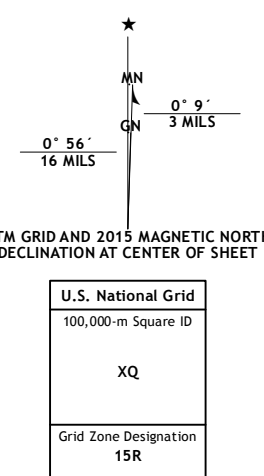 MN
0° 9´
GN
3 MILS
0° 56´
16 MILS
TM GRID AND 2015 MAGNETIC NORTH
DECLINATION AT CENTER OF SHEET
U.S. National Grid
100,000-m Square ID
XQ
Grid Zone Designation
15R